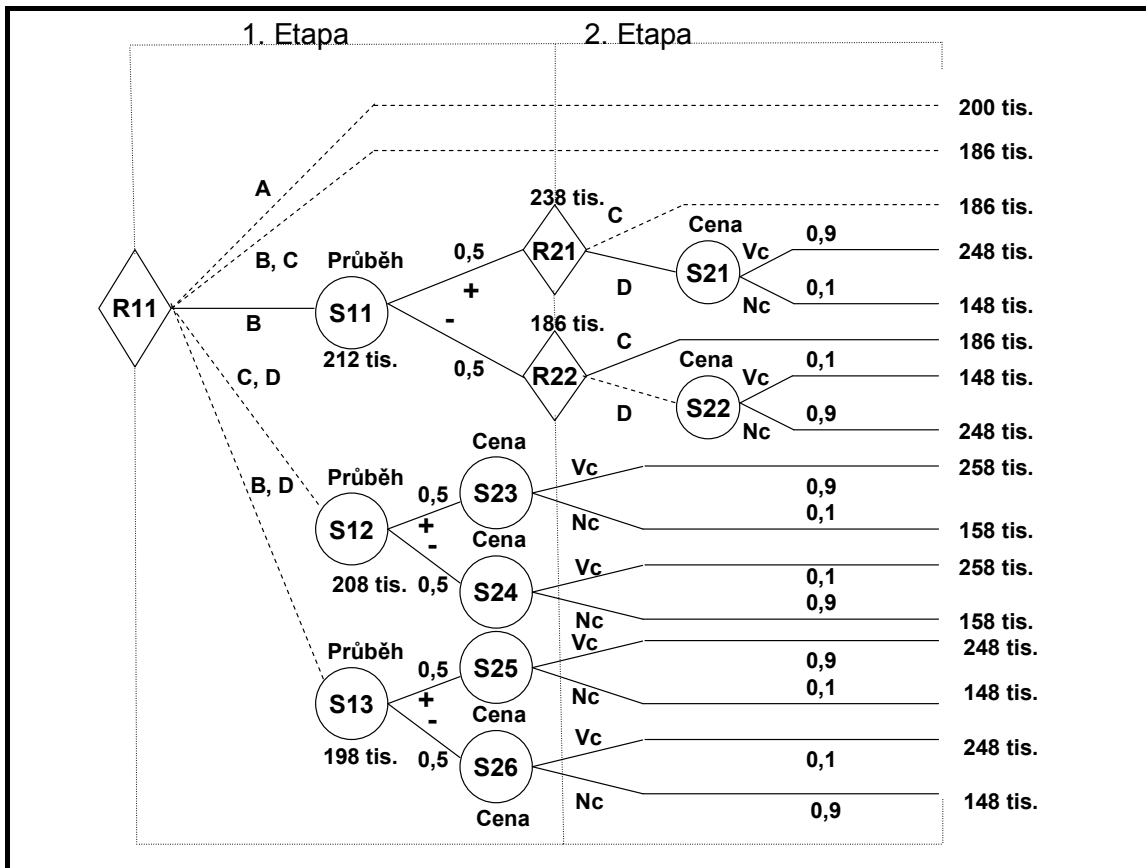 1. Etapa 2. Etapa
200 tis.
186 tis.
A
238 tis.
C
186 tis.
Cena
0,9
B, C
Průběh
0,5
R21
Vc
248 tis.
S21
D
0,1
R11
+
Nc
148 tis.
B
S11
-
186 tis.
C
186 tis.
212 tis.
0,5
Cena
0,1
R22
Vc
148 tis.
C, D
D
S22
0,9
Nc
248 tis.
Cena
Vc
258 tis.
B, D
Průběh
0,5
S23
0,9
0,1
S12
+
Nc
158 tis.
-
Cena
Vc
258 tis.
208 tis.
0,5
S24
0,1
0,9
Nc
158 tis.
Průběh
Vc
248 tis.
0,5
S25
0,9
0,1
S13
+
Nc
148 tis.
-
Cena
198 tis.
0,5
Vc
248 tis.
S26
0,1
Nc
148 tis.
0,9
Cena